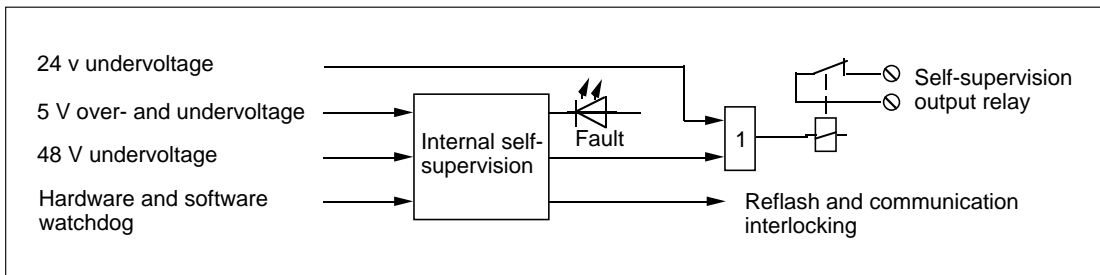 24 v undervoltage
5 V over- and undervoltage
48 V undervoltage
Hardware and software
watchdog
Internal self-
supervision
Fault
1
Self-supervision
output relay
Reflash and communication
interlocking